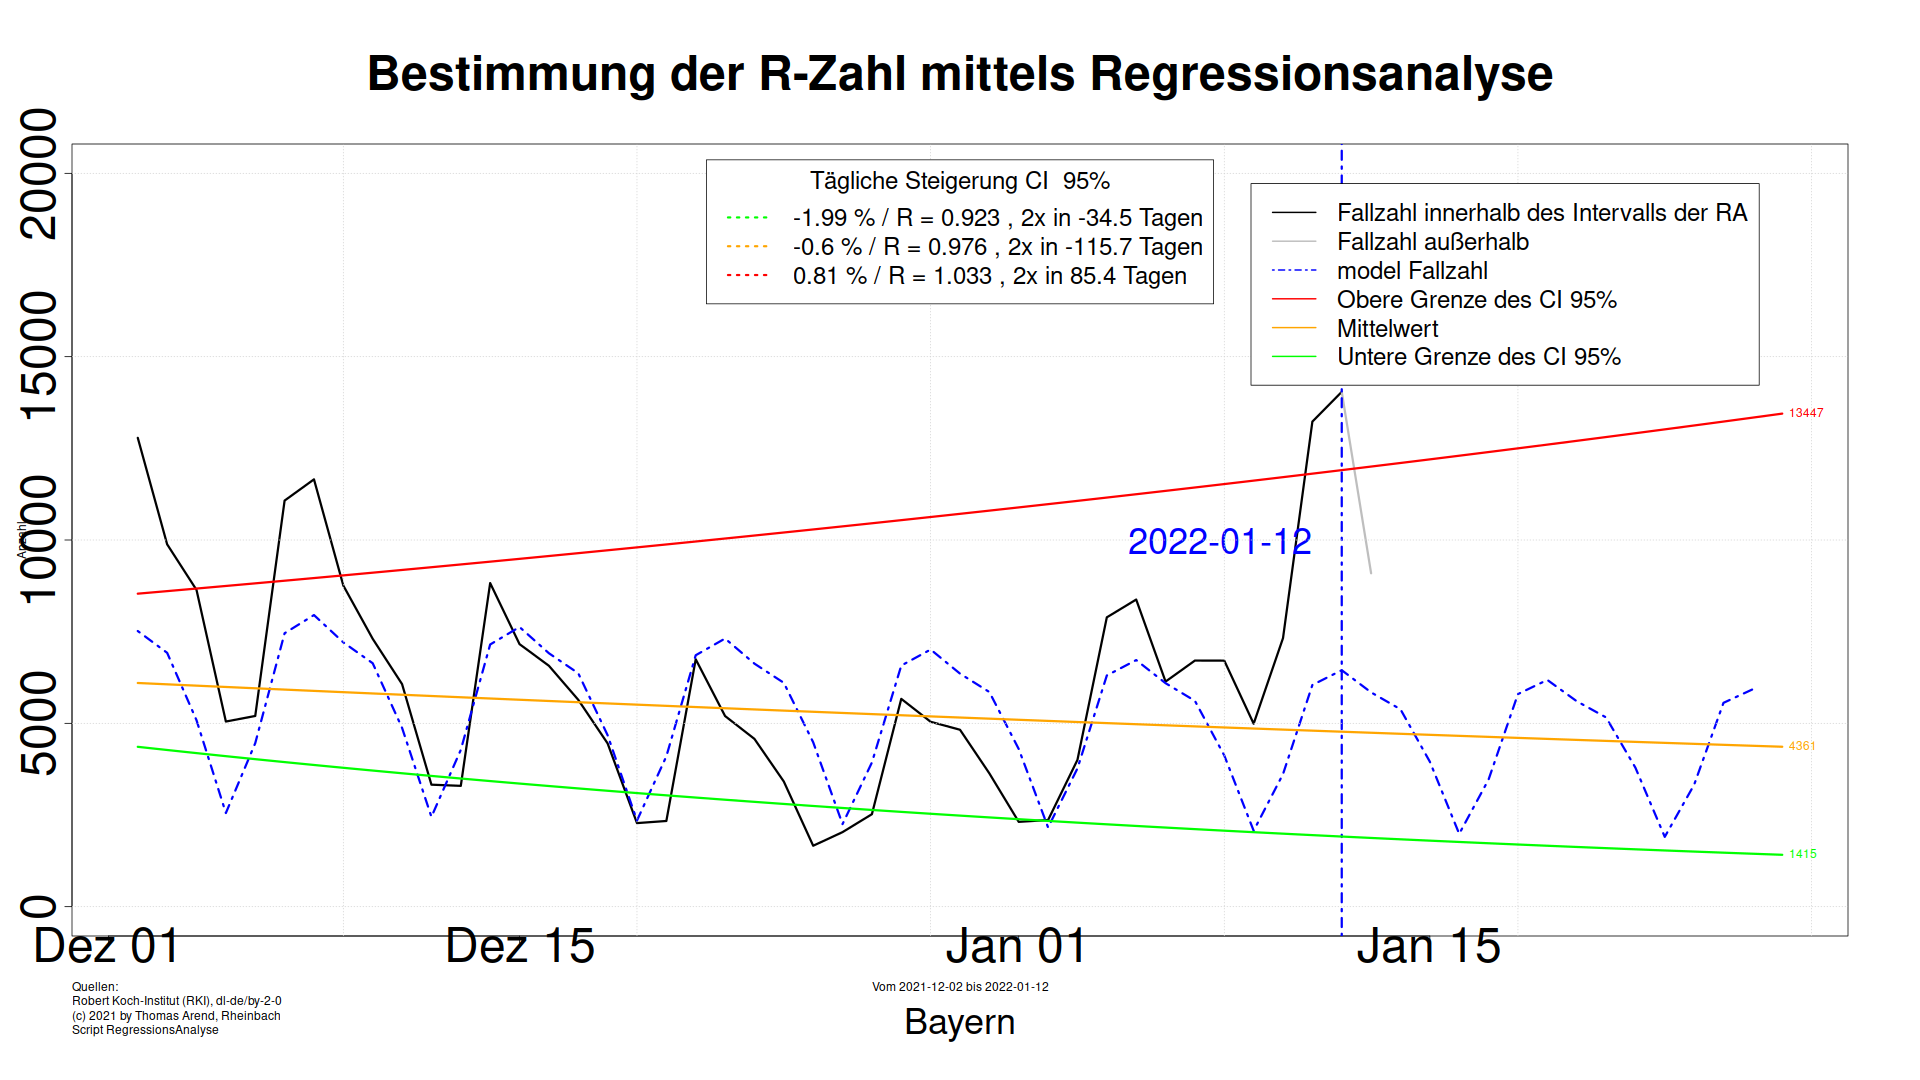 Bestimmung der R-Zahl mittels Regressionsanalyse
Tägliche Steigerung CI  95%
-1.99 % / R = 0.923 , 2x in -34.5 Tagen
-0.6 % / R = 0.976 , 2x in -115.7 Tagen
0.81 % / R = 1.033 , 2x in 85.4 Tagen
Fallzahl innerhalb des Intervalls der RA
Fallzahl außerhalb
model Fallzahl
Obere Grenze des CI 95%
Mittelwert
Untere Grenze des CI 95%
20000
15000
10000
5000
0
Anzahl
2022-01-12
13447
4361
1415
Dez 01
Dez 15
Jan 01
Jan 15
Quellen:
Robert Koch-Institut (RKI), dl-de/by-2-0
(c) 2021 by Thomas Arend, Rheinbach
Script RegressionsAnalyse
Vom 2021-12-02 bis 2022-01-12
Bayern